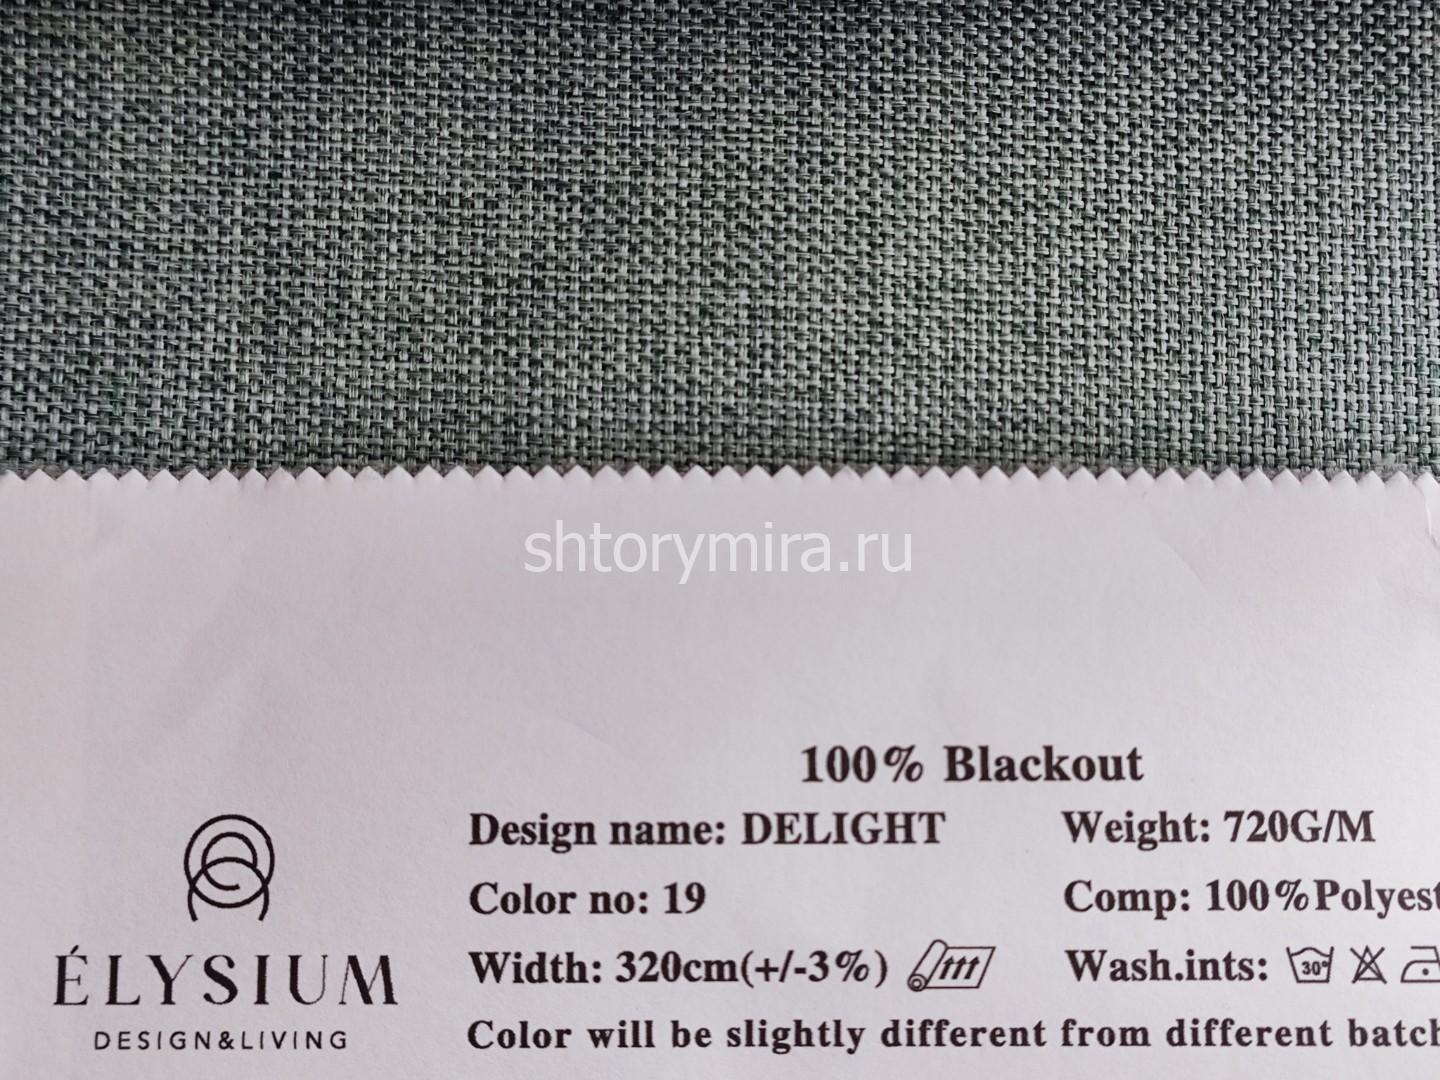 shtorymira.ru
100% Blackout
Design name: DELIGHT Weight: 720G/M
Color no: 19 Comp: 100%Polyest
Width: 320cm(+/-3%) Wash.ints: 30°
Color will be slightly different from different batch
ÉLYSIUM
DESIGN&LIVING